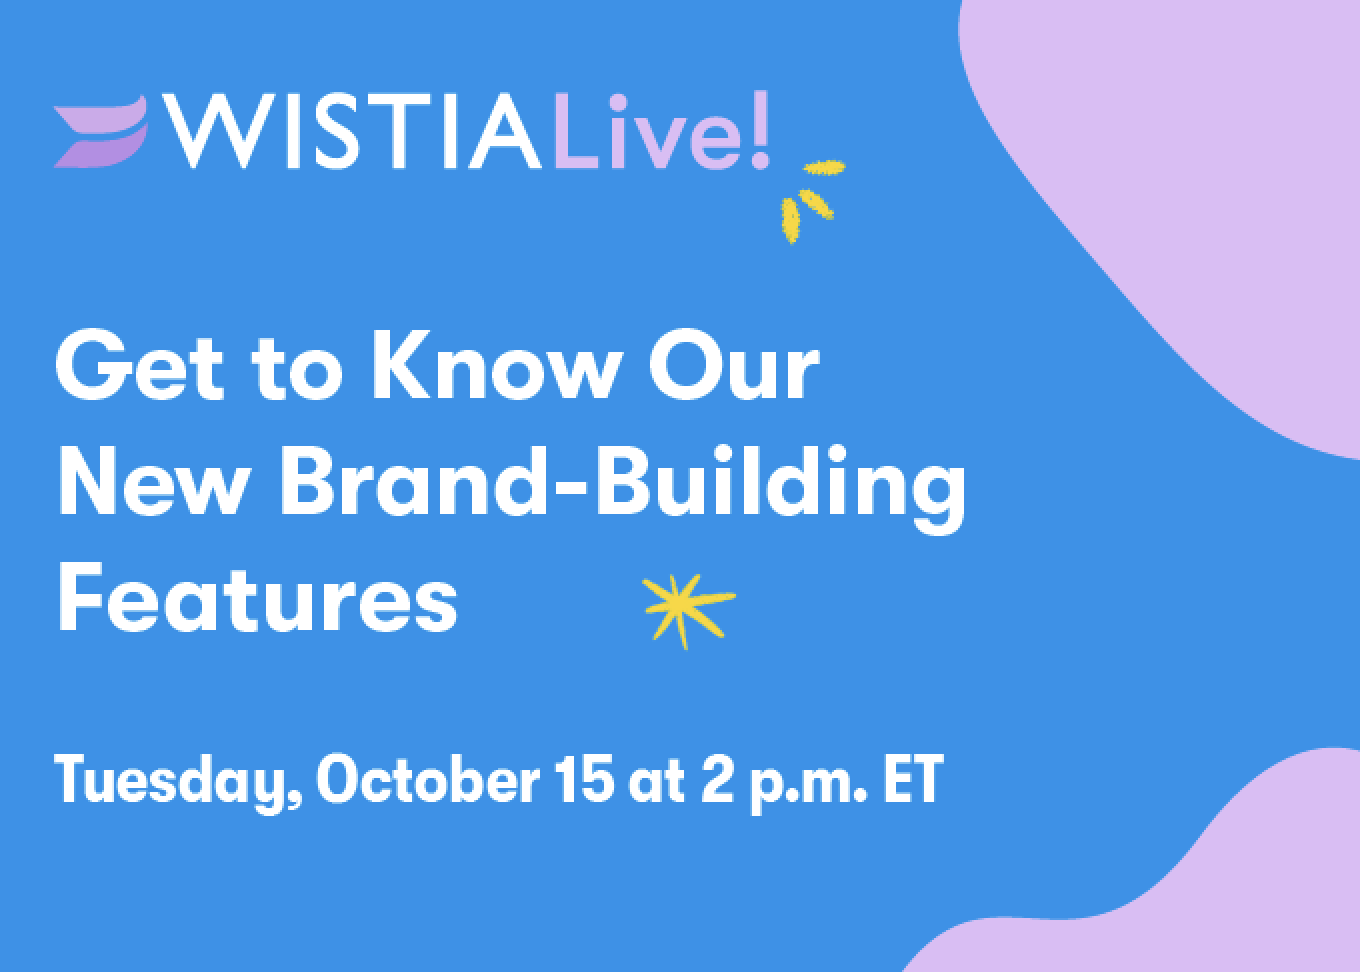 WISTIALive!
Get to Know Our
New Brand-Building
Features
Tuesday, October 15 at 2 p.m. ET